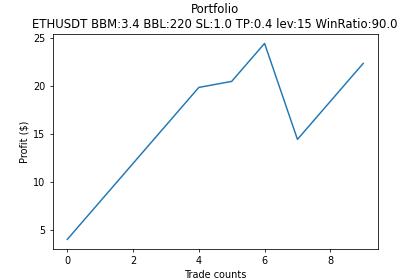 Portfolio
ETHUSDT BBM:3.4 BBL:220 SL:1.0 TP:0.4 lev:15 WinRatio:90.0
25
20
15
10
5
Profit ($)
0 2 4 6 8
Trade counts